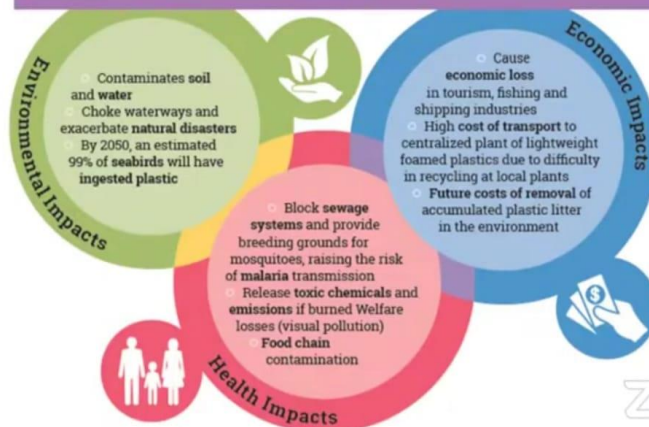 Environmental Impacts
○ Contaminates soil
and water
○ Choke waterways and
exacerbate natural disasters
○ By 2050, an estimated
99% of seabirds will have
ingested plastic
Economic Impacts
○ Cause
economic loss
in tourism, fishing and
shipping industries
○ High cost of transport to
centralized plant of lightweight
foamed plastics due to difficulty
in recycling at local plants
○ Future costs of removal of
accumulated plastic litter
in the environment
○ Block sewage
systems and provide
breeding grounds for
mosquitoes, raising the risk
of malaria transmission
○ Release toxic chemicals and
emissions if burned Welfare
losses (visual pollution)
○ Food chain
contamination
Health Impacts
$
Z